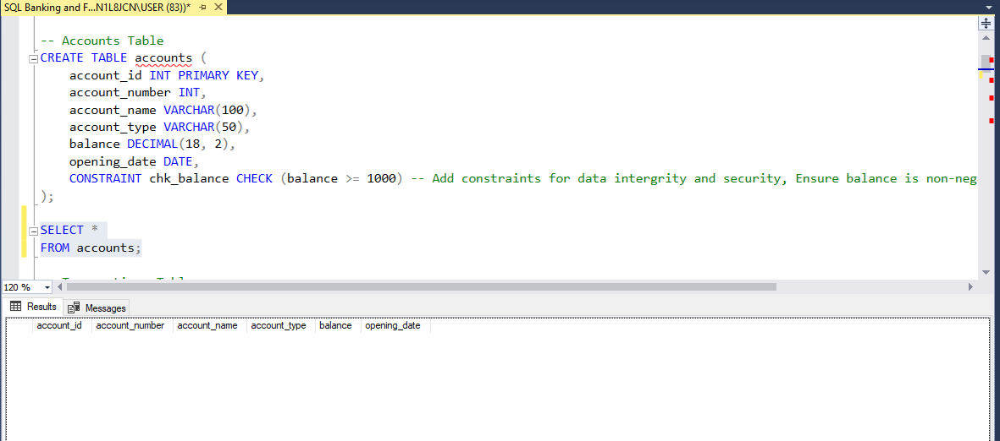 SQL Banking and F...N1L8JCN\USER (83))*
-- Accounts Table
CREATE TABLE accounts (
account_id INT PRIMARY KEY,
account_number INT,
account_name VARCHAR(100),
account_type VARCHAR(50),
balance DECIMAL(18, 2),
opening_date DATE,
CONSTRAINT chk_balance CHECK (balance >= 1000) -- Add constraints for data intergrity and security, Ensure balance is non-neg
);
SELECT *
FROM accounts;
120 %
Results Messages
account_id account_number account_name account_type balance opening_date